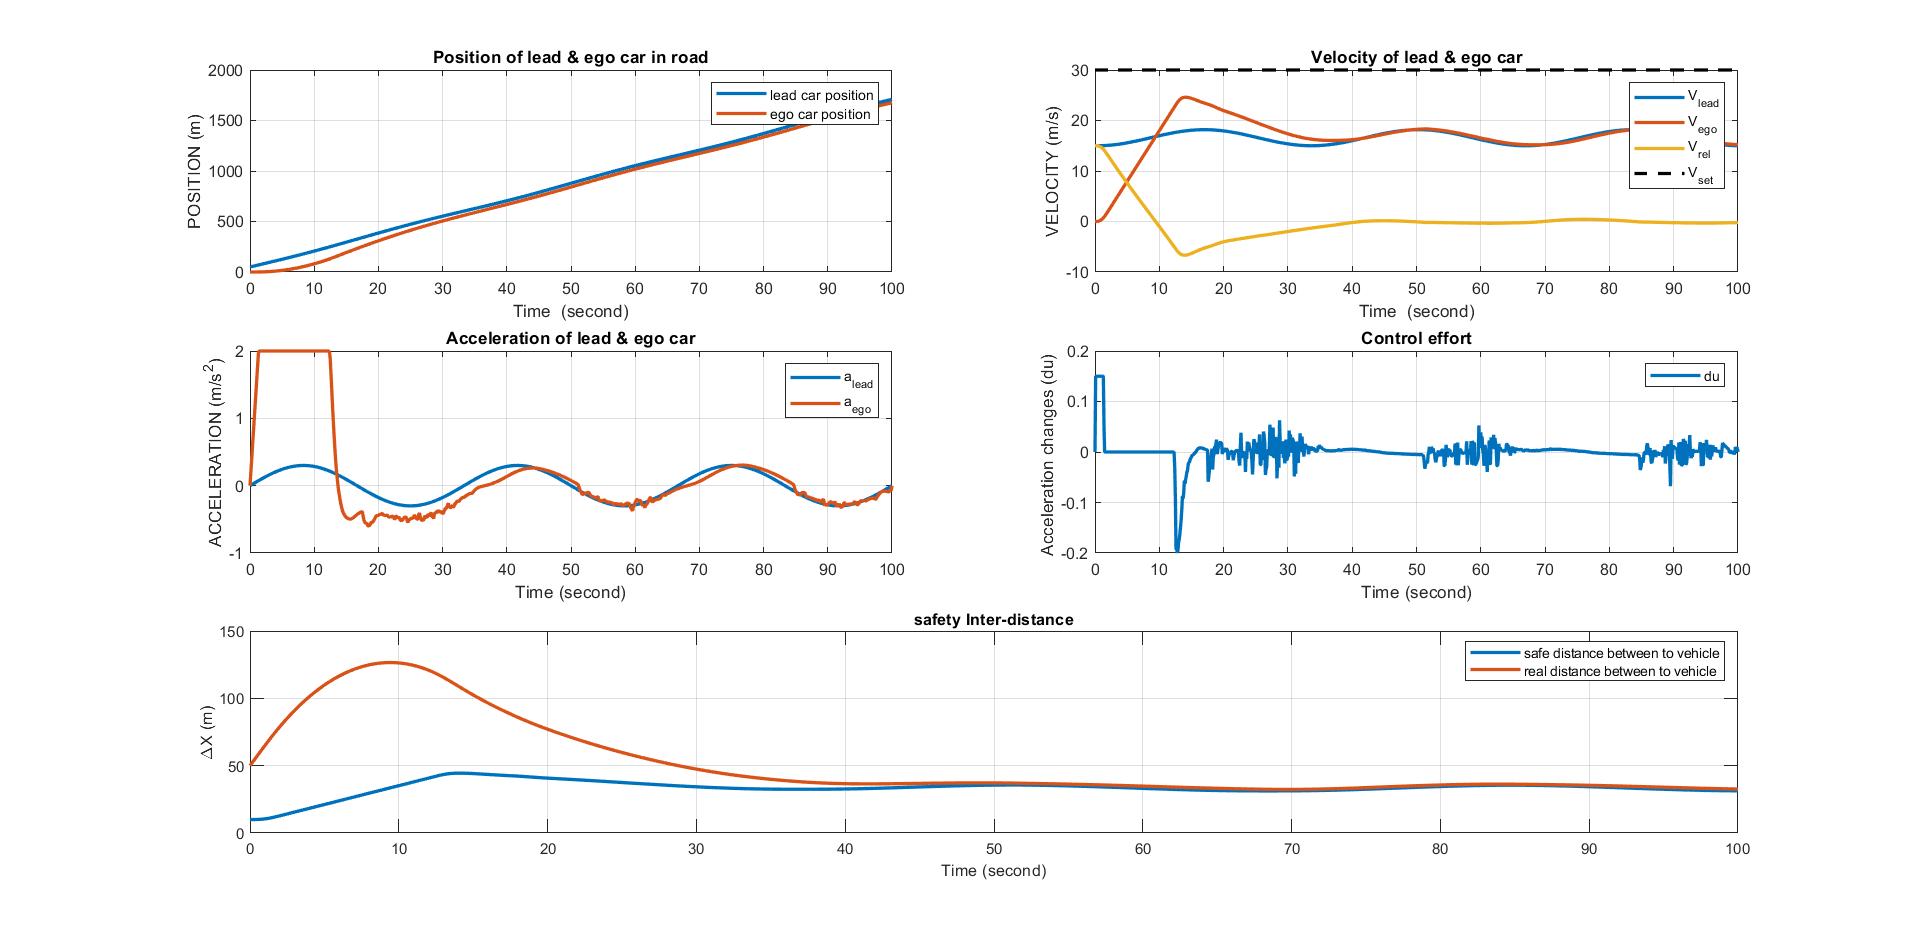 Position of lead & ego car in road
2000
1500
1000
500
0
POSITION (m)
0 10 20 30 40 50 60 70 80 90 100
Time (second)
lead car position
ego car position
Velocity of lead & ego car
30
20
10
0
-10
VELOCITY (m/s)
0 10 20 30 40 50 60 70 80 90 100
Time (second)
V lead
V ego
V rel
V set
Acceleration of lead & ego car
2
1
0
-1
ACCELERATION (m/s²)
0 10 20 30 40 50 60 70 80 90 100
Time (second)
a lead
a ego
Control effort
0.2
0.1
0
-0.1
-0.2
Acceleration changes (du)
0 10 20 30 40 50 60 70 80 90 100
Time (second)
du
safety Inter-distance
150
100
50
0
ΔX (m)
0 10 20 30 40 50 60 70 80 90 100
Time (second)
safe distance between to vehicle
real distance between to vehicle